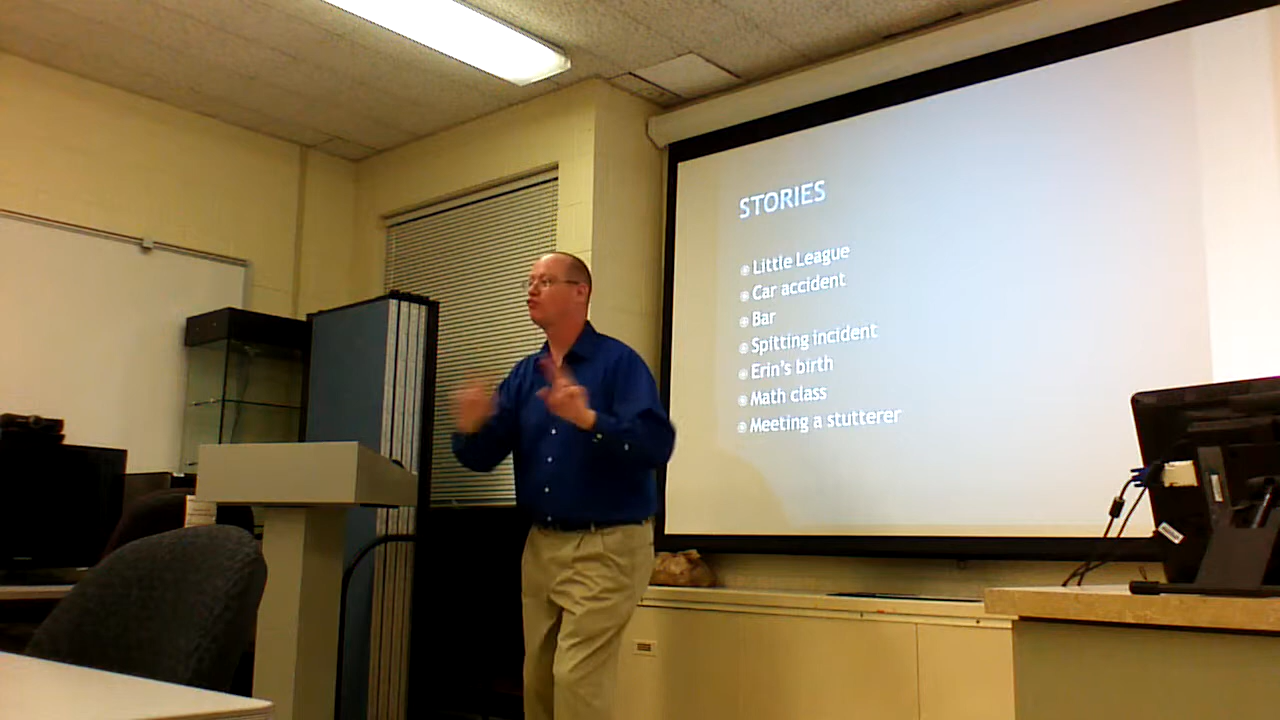 STORIES
Little League
Car accident
Bar
Spitting incident
Erin's birth
Math class
Meeting a stutterer